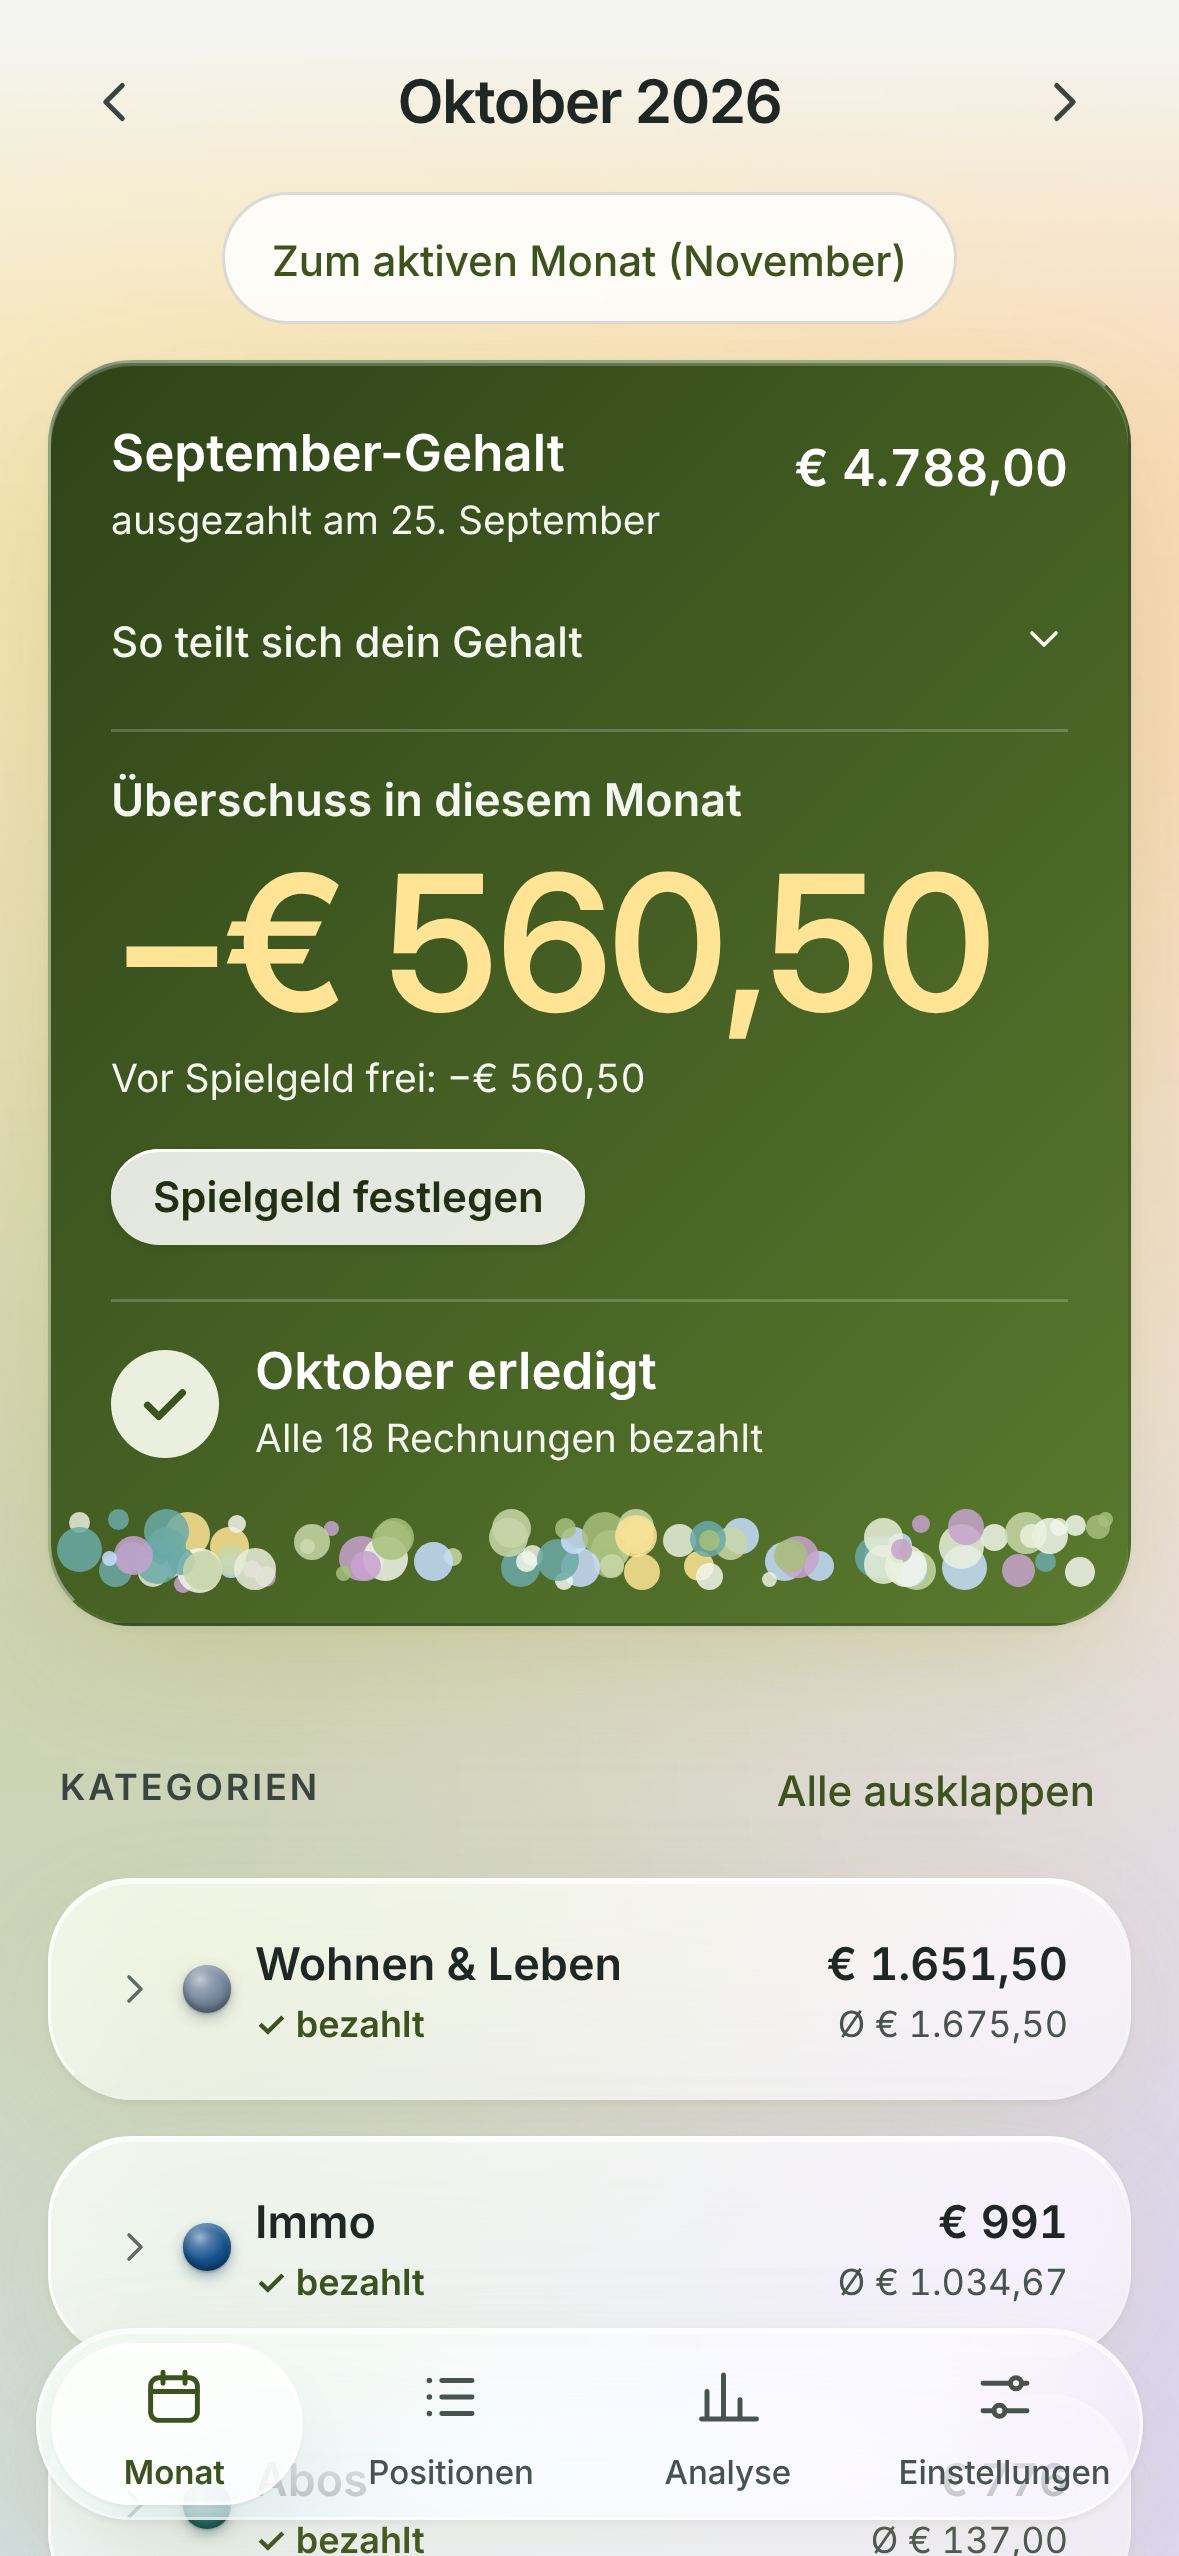 Oktober 2026
Zum aktiven Monat (November)
September-Gehalt
€ 4.788,00
ausgezahlt am 25. September
So teilt sich dein Gehalt
Überschuss in diesem Monat
−€ 560,50
Vor Spielgeld frei: −€ 560,50
Spielgeld festlegen
Oktober erledigt
Alle 18 Rechnungen bezahlt
KATEGORIEN
Alle ausklappen
Wohnen & Leben
€ 1.651,50
✓ bezahlt
Ø € 1.675,50
Immo
€ 991
✓ bezahlt
Ø € 1.034,67
Abos
€ 776
Monat
Positionen
Analyse
Einstellungen
✓ bezahlt
Ø € 137,00